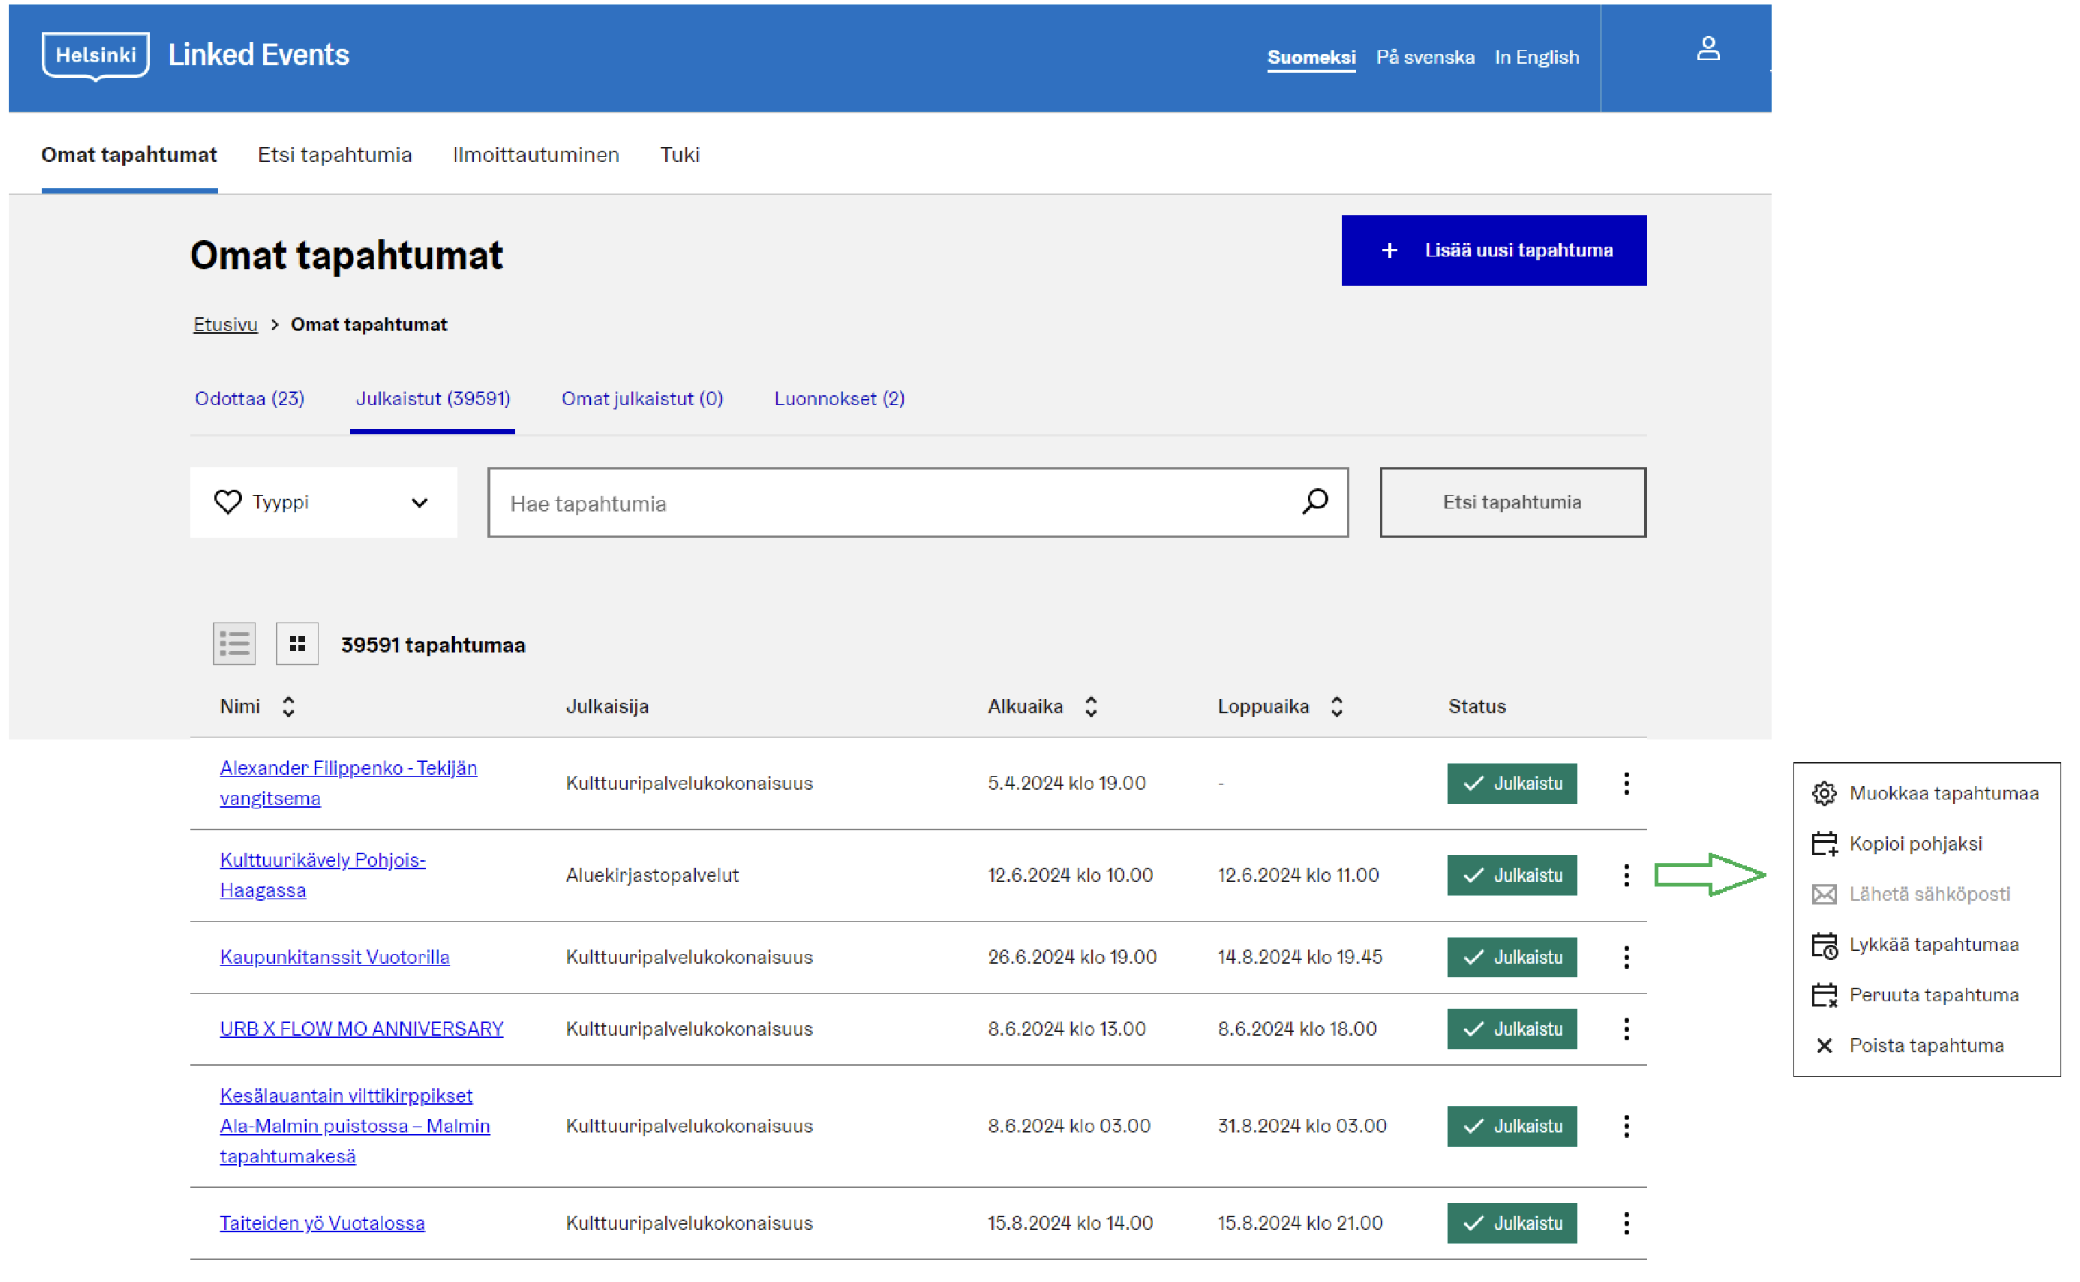 Helsinki Linked Events Suomeksi På svenska In English
Omat tapahtumat Etsi tapahtumia Ilmoittautuminen Tuki
Omat tapahtumat
+ Lisää uusi tapahtuma
Etusivu > Omat tapahtumat
Odottaa (23) Julkaistut (39591) Omat julkaistut (0) Luonnokset (2)
Tyyppi Hae tapahtumia Etsi tapahtumia
39591 tapahtumaa
Nimi Julkaisija Alkuaika Loppuaika Status
Alexander Filippenko - Tekijän
vangitsema
Kulttuuripalvelukokonaisuus 5.4.2024 klo 19.00 - Julkaistu
Kulttuurikävely Pohjois-
Haagassa
Aluekirjastopalvelut 12.6.2024 klo 10.00 12.6.2024 klo 11.00 Julkaistu
Kaupunkitanssit Vuotorilla Kulttuuripalvelukokonaisuus 26.6.2024 klo 19.00 14.8.2024 klo 19.45 Julkaistu
URB X FLOW MO ANNIVERSARY Kulttuuripalvelukokonaisuus 8.6.2024 klo 13.00 8.6.2024 klo 18.00 Julkaistu
Kesälauantain vilttikirppikset
Ala-Malmin puistossa – Malmin
tapahtumakesä
Kulttuuripalvelukokonaisuus 8.6.2024 klo 03.00 31.8.2024 klo 03.00 Julkaistu
Taiteiden yö Vuotalossa Kulttuuripalvelukokonaisuus 15.8.2024 klo 14.00 15.8.2024 klo 21.00 Julkaistu
Muokkaa tapahtumaa
Kopioi pohjaksi
Lähetä sähköposti
Lykkää tapahtumaa
Peruuta tapahtuma
Poista tapahtuma